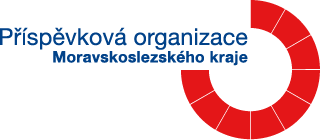 Příspěvková organizace
Moravskoslezského kraje